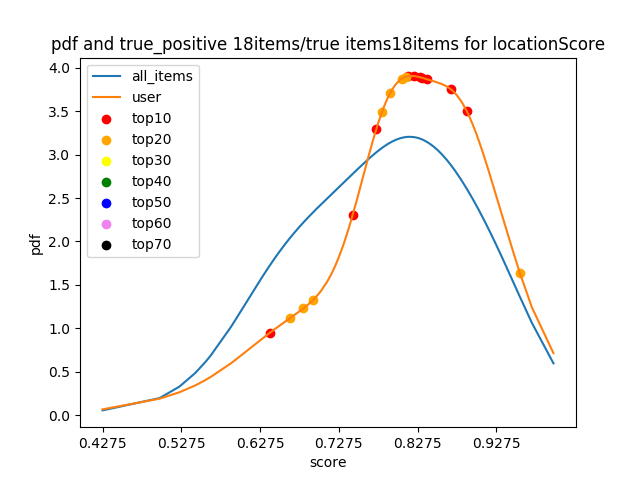 pdf and true_positive 18items/true items18items for locationScore
all_items
user
top10
top20
top30
top40
top50
top60
top70
pdf
4.0
3.5
3.0
2.5
2.0
1.5
1.0
0.5
0.0
0.4275 0.5275 0.6275 0.7275 0.8275 0.9275
score